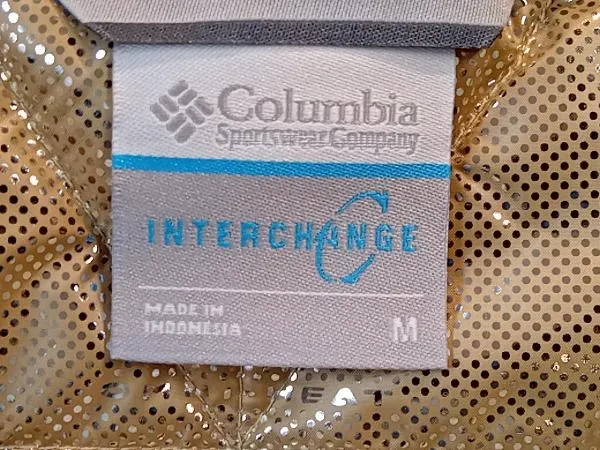 Columbia
Sportswear Company
INTERCHANGE
MADE IN
INDONESIA
M